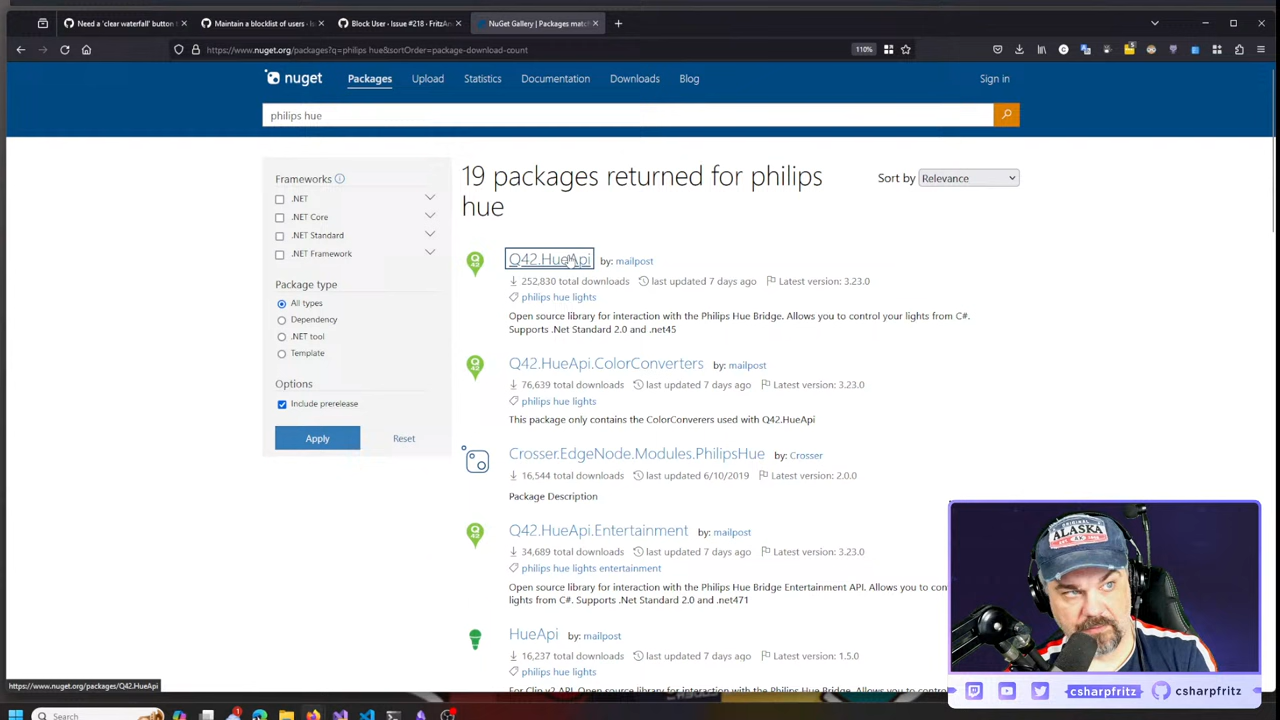 Need a 'clear waterfall' button t
Maintain a blocklist of users · Iss
Block User · Issue #218 · FritzAn
NuGet Gallery | Packages matc
https://www.nuget.org/packages?q=philips hue&sortOrder=package-download-count
110%
nuget
Packages
Upload
Statistics
Documentation
Downloads
Blog
Sign in
philips hue
Frameworks
.NET
.NET Core
.NET Standard
.NET Framework
Package type
All types
Dependency
.NET tool
Template
Options
Include prerelease
Apply
Reset
19 packages returned for philips
hue
Sort by
Relevance
Q42
Q42.HueApi by: mailpost
252,830 total downloads last updated 7 days ago Latest version: 3.23.0
philips hue lights
Open source library for interaction with the Philips Hue Bridge. Allows you to control your lights from C#.
Supports .Net Standard 2.0 and .net45
Q42
Q42.HueApi.ColorConverters by: mailpost
76,639 total downloads last updated 7 days ago Latest version: 3.23.0
philips hue lights
This package only contains the ColorConverers used with Q42.HueApi
Crosser.EdgeNode.Modules.PhilipsHue by: Crosser
16,544 total downloads last updated 6/10/2019 Latest version: 2.0.0
Package Description
Q42
Q42.HueApi.Entertainment by: mailpost
34,689 total downloads last updated 7 days ago Latest version: 3.23.0
philips hue lights entertainment
Open source library for interaction with the Philips Hue Bridge Entertainment API. Allows you to con
lights from C#. Supports .Net Standard 2.0 and .net471
HueApi by: mailpost
16,237 total downloads last updated 7 days ago Latest version: 1.5.0
philips hue lights
ALASKA
csharpfritz
csharpfritz
https://www.nuget.org/packages/Q42.HueApi
Search